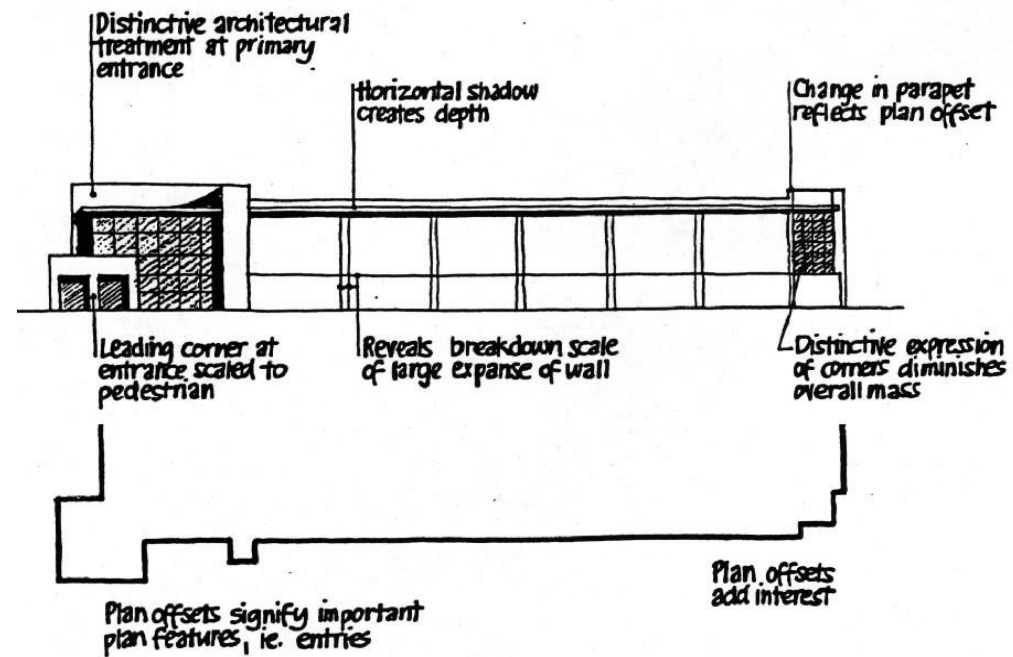 Distinctive architectural
treatment at primary
entrance
Horizontal shadow
creates depth
Change in parapet
reflects plan offset
Leading corner at
entrance scaled to
pedestrian
Reveals breakdown scale
of large expanse of wall
Distinctive expression
of corners diminishes
overall mass
Plan offsets signify important
plan features, ie. entries
Plan offsets
add interest